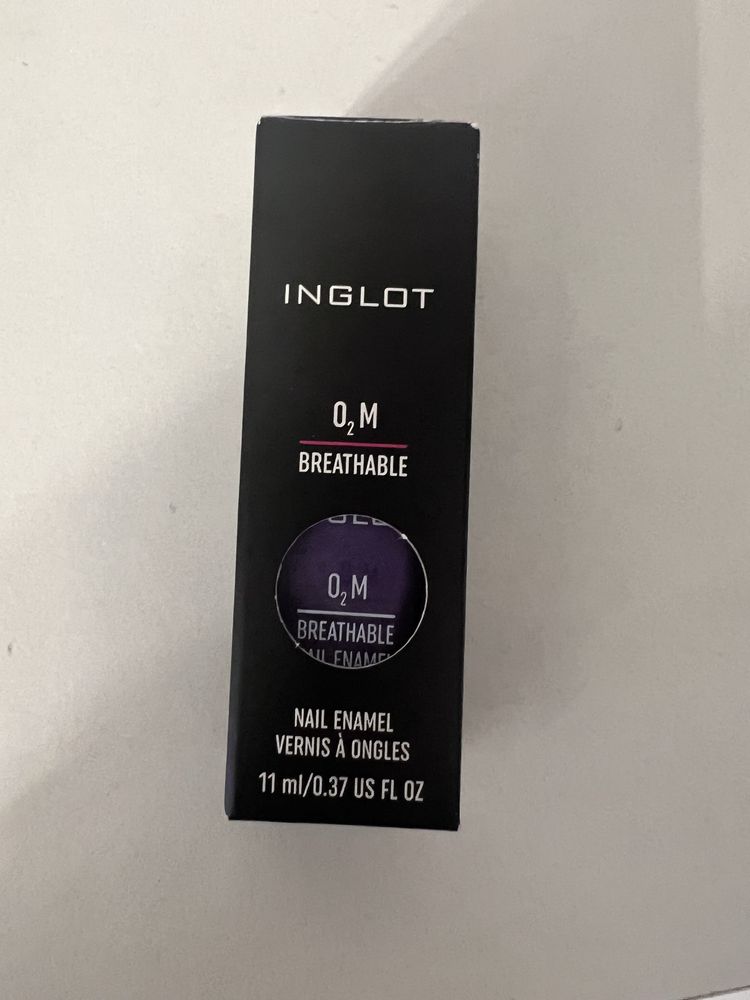 INGLOT
O₂M
BREATHABLE
O₂M
BREATHABLE
NAIL ENAMEL
VERNIS À ONGLES
11 ml/0.37 US FL OZ